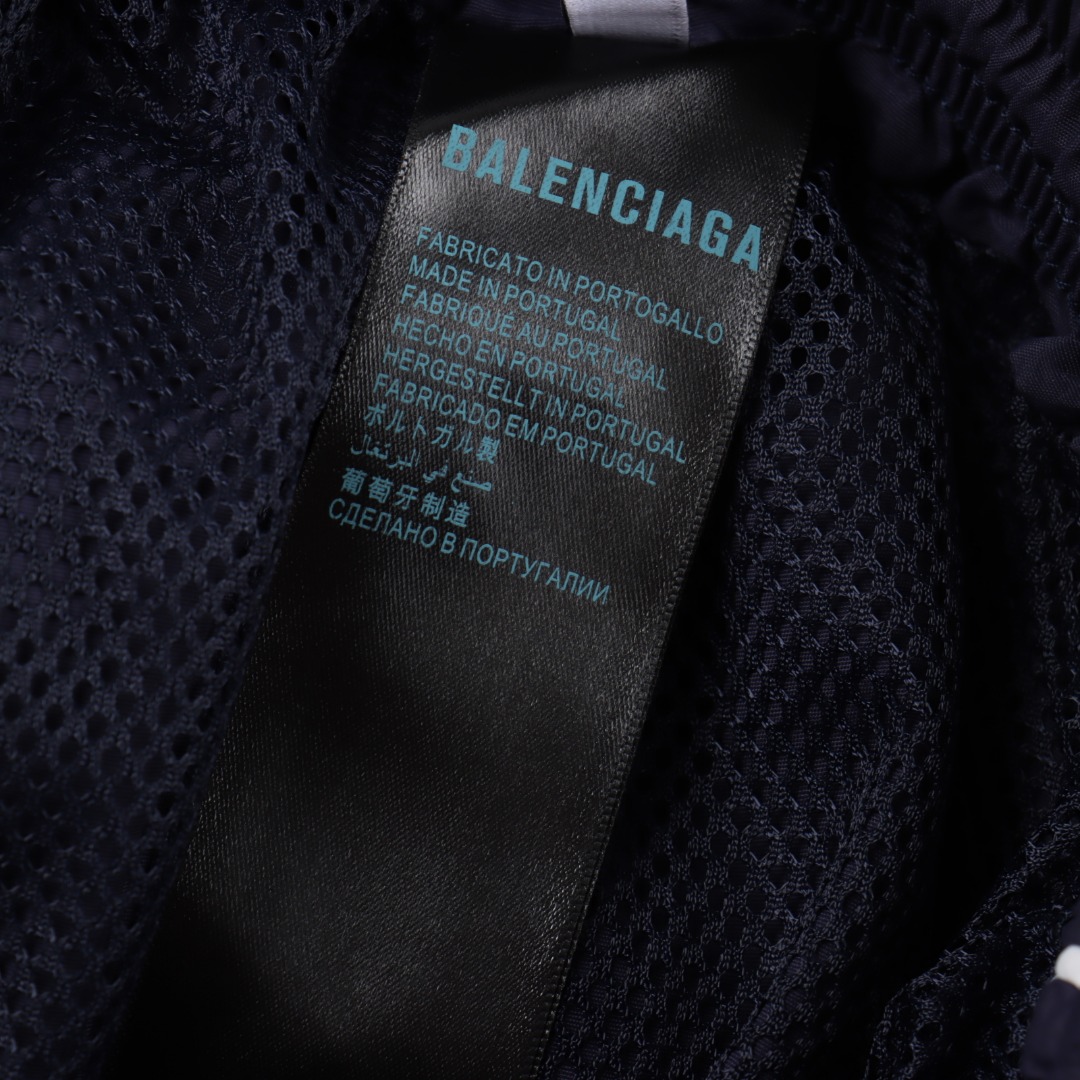 BALENCIAGA
FABRICATO IN PORTOGALLO
MADE IN PORTUGAL
FABRIQUÉ AU PORTUGAL
HECHO EN PORTUGAL
HERGESTELLT IN PORTUGAL
FABRICADO EM PORTUGAL
ポルトガル製
صنع في البرتغال
葡萄牙制造
СДЕЛАНО В ПОРТУГАЛИИ